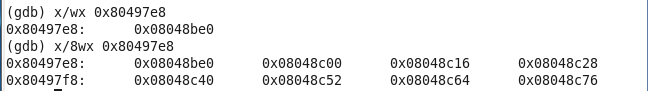 (gdb) x/wx 0x80497e8
0x80497e8:      0x08048be0
(gdb) x/8wx 0x80497e8
0x80497e8:      0x08048be0      0x08048c00      0x08048c16      0x08048c28
0x80497f8:      0x08048c40      0x08048c52      0x08048c64      0x08048c76